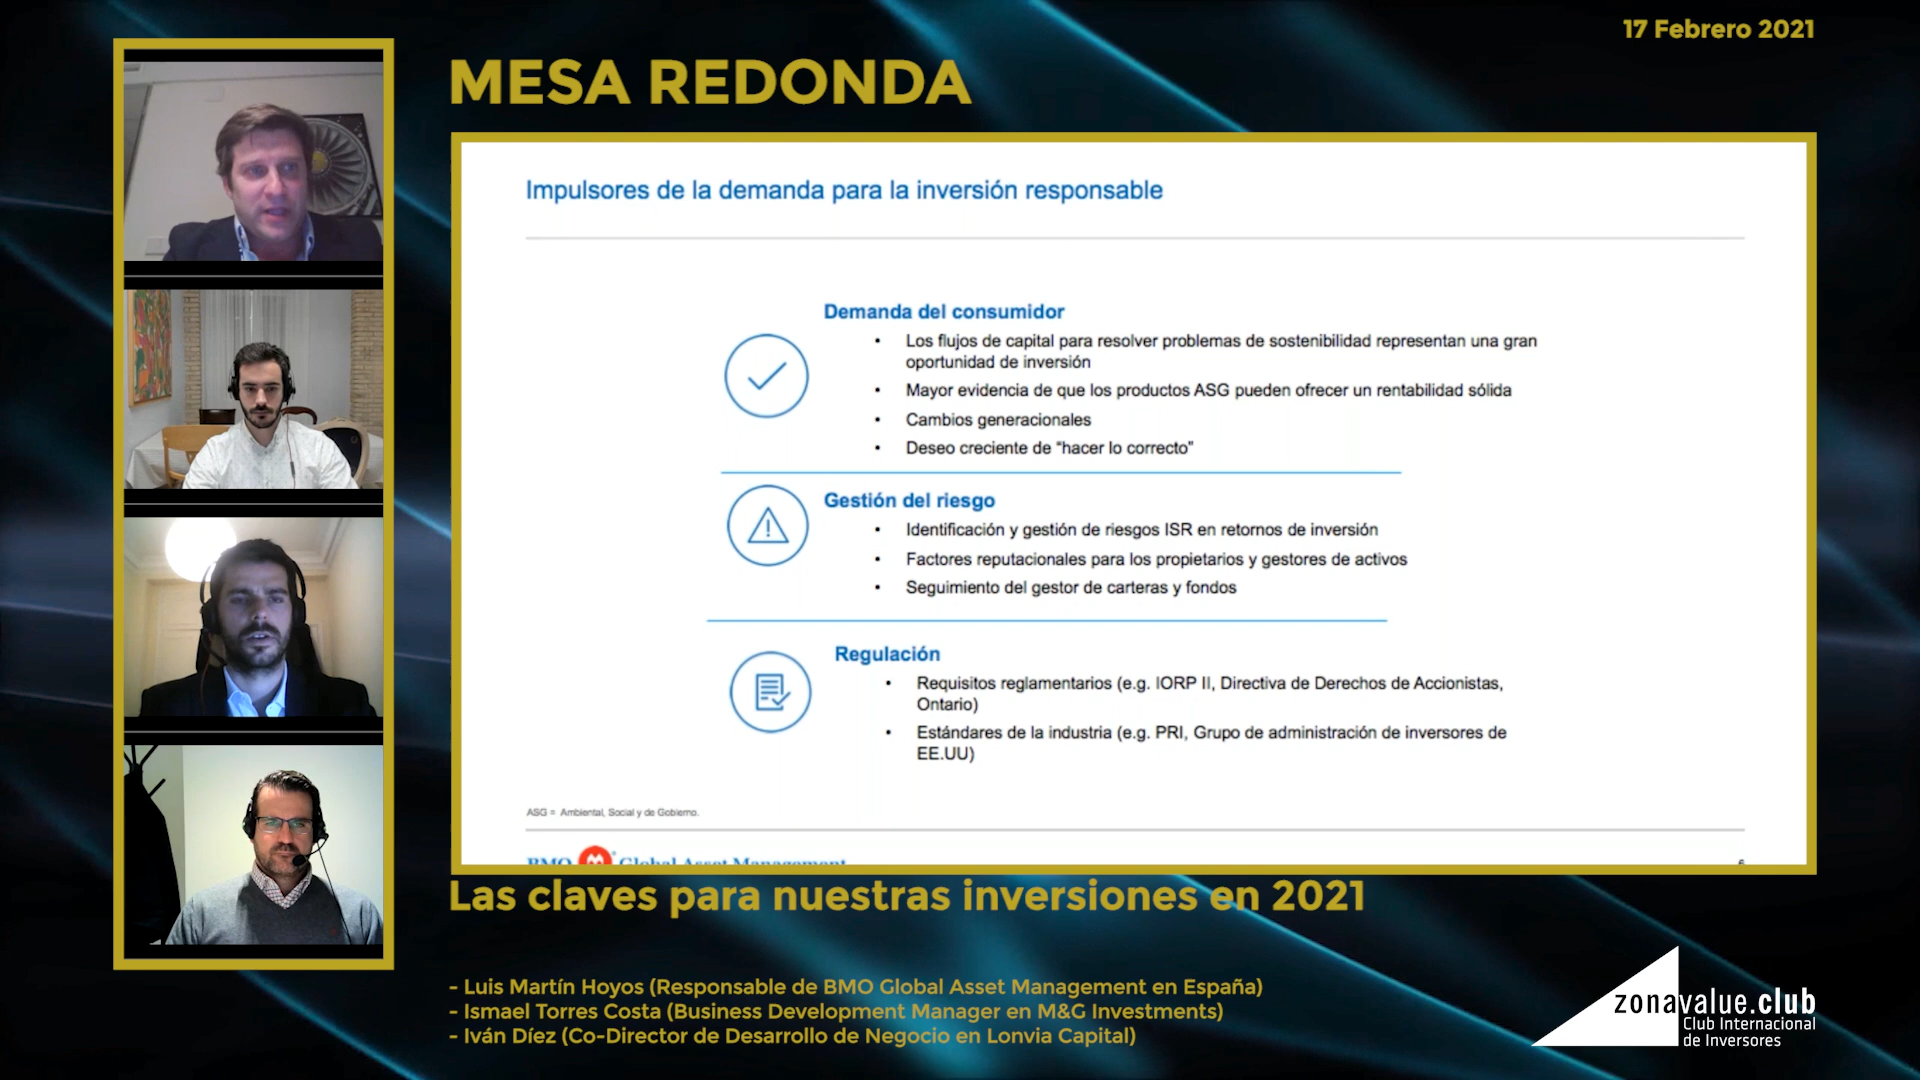 17 Febrero 2021
MESA REDONDA
Impulsores de la demanda para la inversión responsable
Demanda del consumidor
• Los flujos de capital para resolver problemas de sostenibilidad representan una gran
oportunidad de inversión
• Mayor evidencia de que los productos ASG pueden ofrecer un rentabilidad sólida
• Cambios generacionales
• Deseo creciente de “hacer lo correcto”
Gestión del riesgo
• Identificación y gestión de riesgos ISR en retornos de inversión
• Factores reputacionales para los propietarios y gestores de activos
• Seguimiento del gestor de carteras y fondos
Regulación
• Requisitos reglamentarios (e.g. IORP II, Directiva de Derechos de Accionistas,
Ontario)
• Estándares de la industria (e.g. PRI, Grupo de administración de inversores de
EE.UU)
ASG = Ambiental, Social y de Gobierno.
BMO Global Asset Management
6
Las claves para nuestras inversiones en 2021
- Luis Martín Hoyos (Responsable de BMO Global Asset Management en España)
- Ismael Torres Costa (Business Development Manager en M&G Investments)
- Iván Díez (Co-Director de Desarrollo de Negocio en Lonvia Capital)
zonavalue.club
Club Internacional
de Inversores